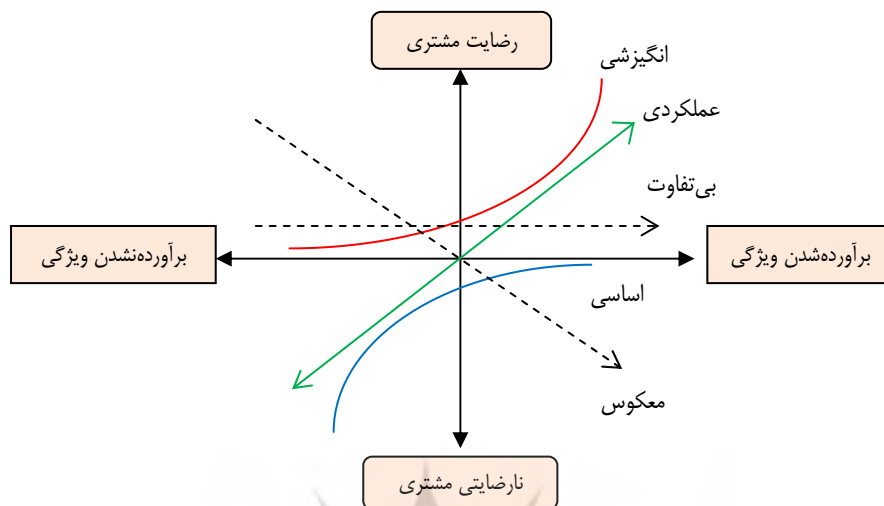 رضایت مشتری
انگیزشی
عملکردی
بی‌تفاوت
برآورده‌شدن ویژگی
برآورده‌نشدن ویژگی
اساسی
معکوس
نارضایتی مشتری